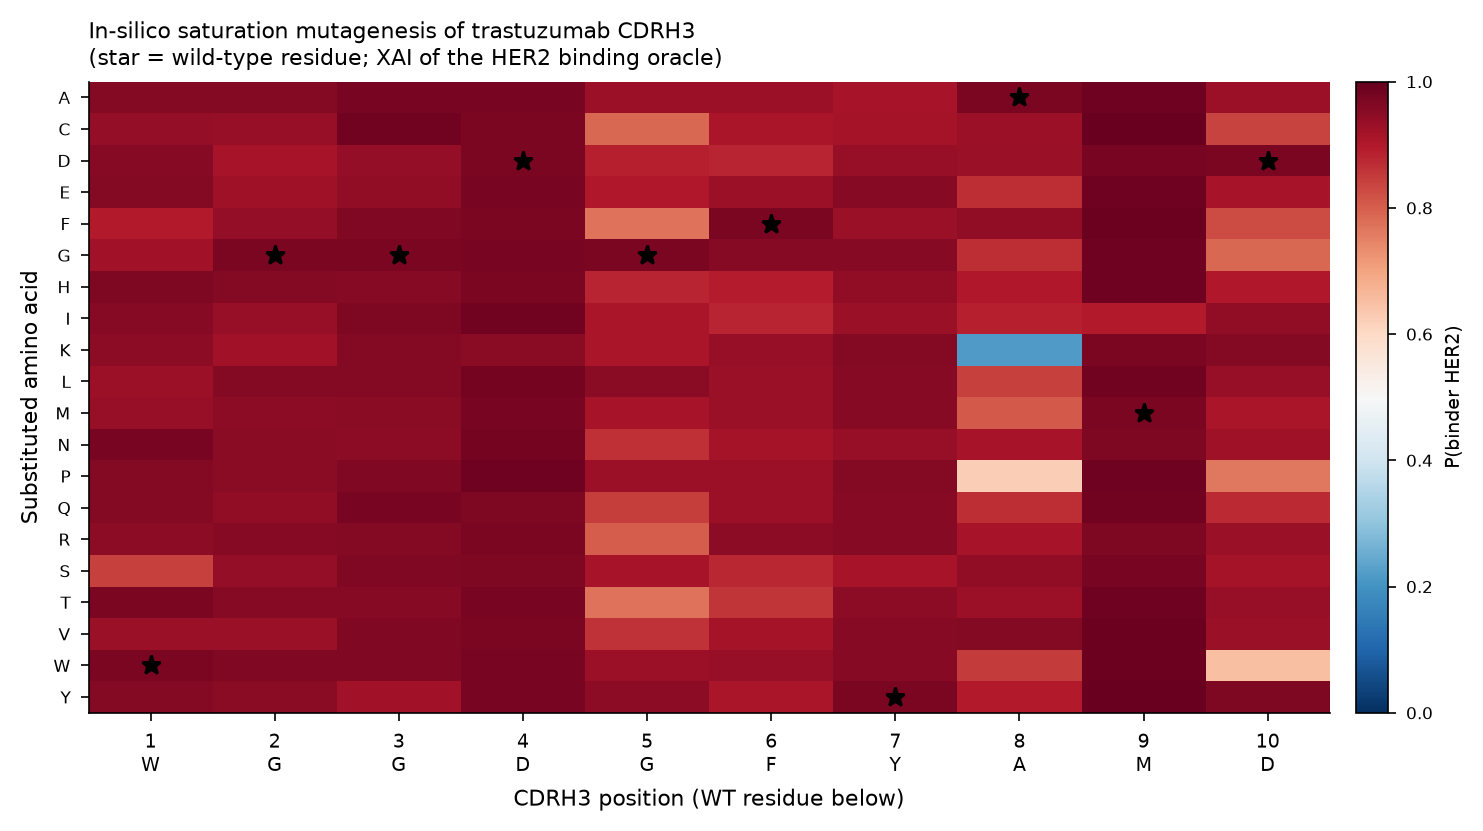 In-silico saturation mutagenesis of trastuzumab CDRH3
(star = wild-type residue; XAI of the HER2 binding oracle)
Substituted amino acid
A
C
D
E
F
G
H
I
K
L
M
N
P
Q
R
S
T
V
W
Y
1 2 3 4 5 6 7 8 9 10
W G G D G F Y A M D
CDRH3 position (WT residue below)
1.0
0.8
0.6
0.4
0.2
0.0
P(binder HER2)